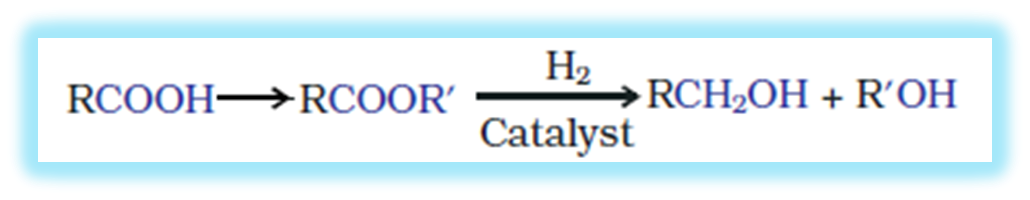 RCOOH→RCOOR′ H₂ Catalyst → RCH₂OH + R′OH